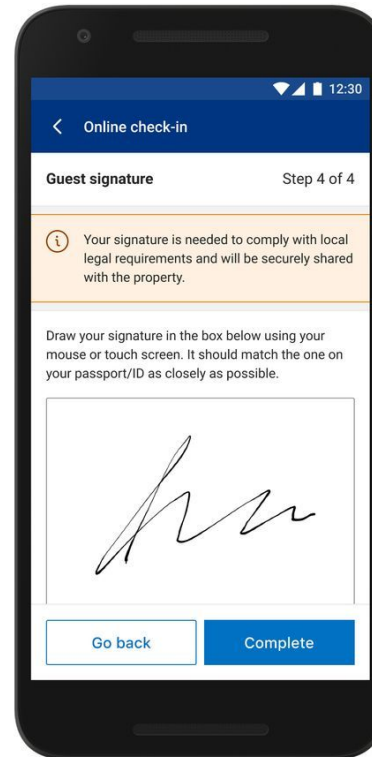 12:30
Online check-in
Guest signature Step 4 of 4
Your signature is needed to comply with local
legal requirements and will be securely shared
with the property.
Draw your signature in the box below using your
mouse or touch screen. It should match the one on
your passport/ID as closely as possible.
Go back Complete